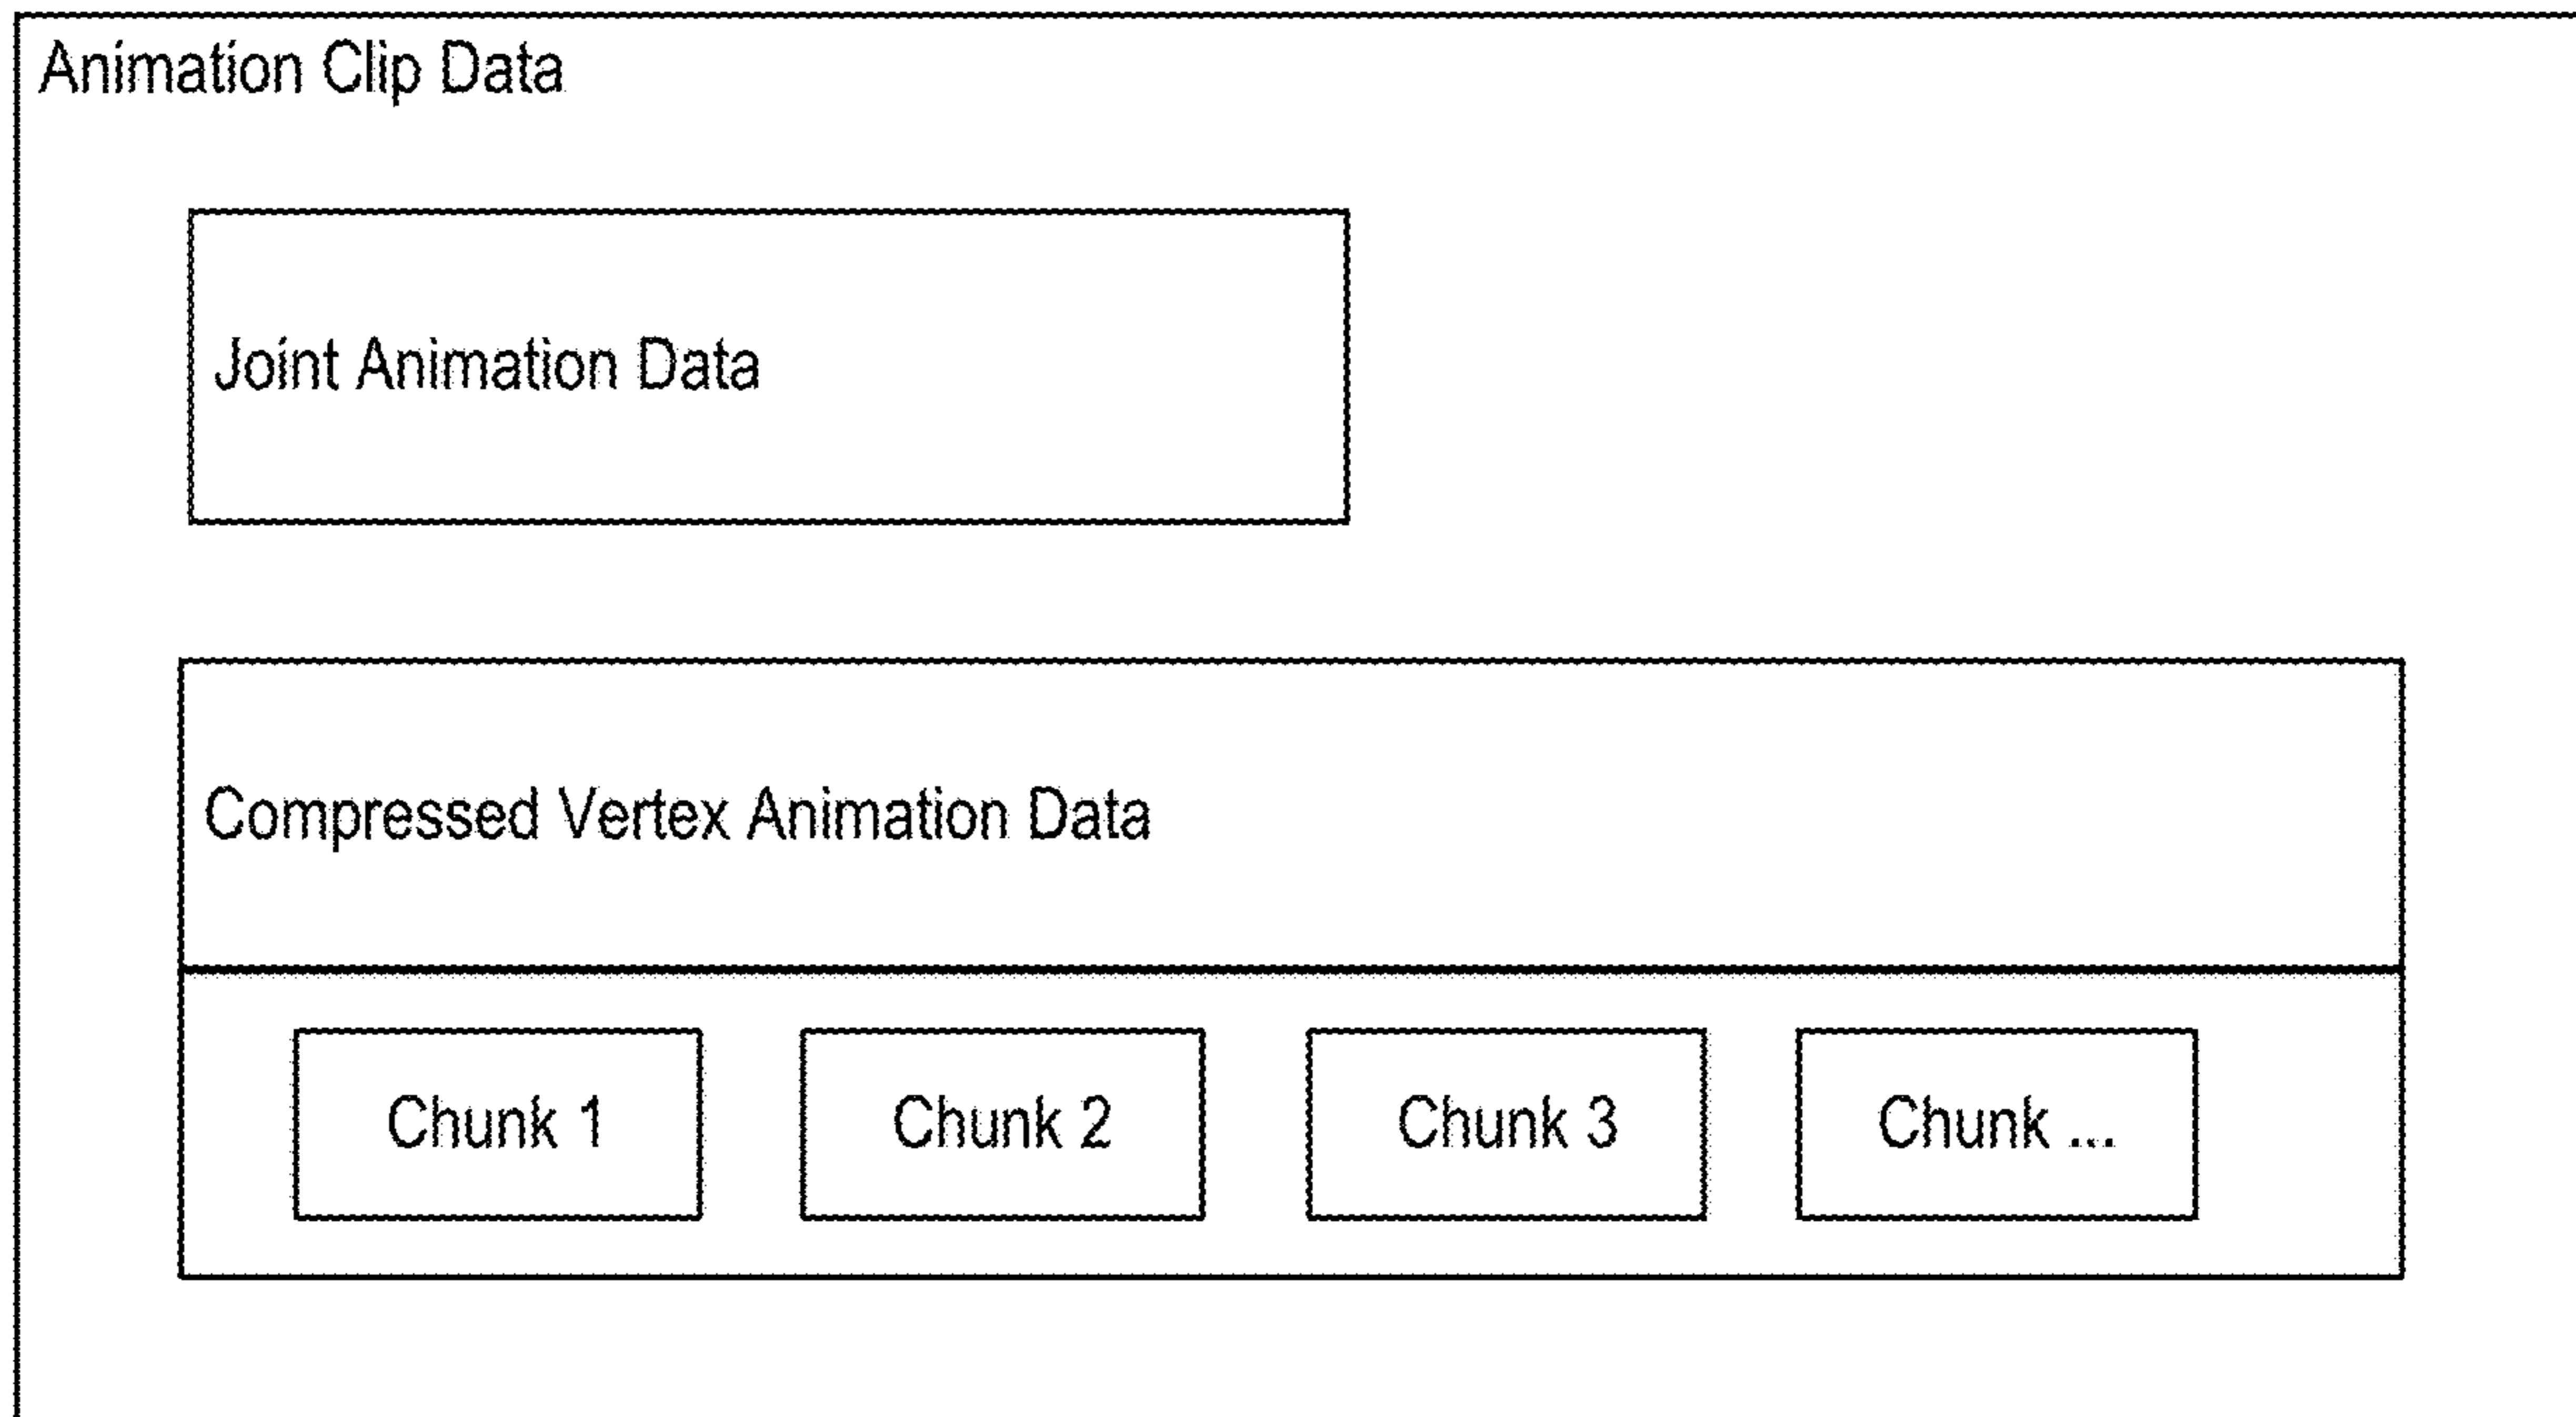 Animation Clip Data
Joint Animation Data
Compressed Vertex Animation Data
Chunk 1
Chunk 2
Chunk 3
Chunk ...